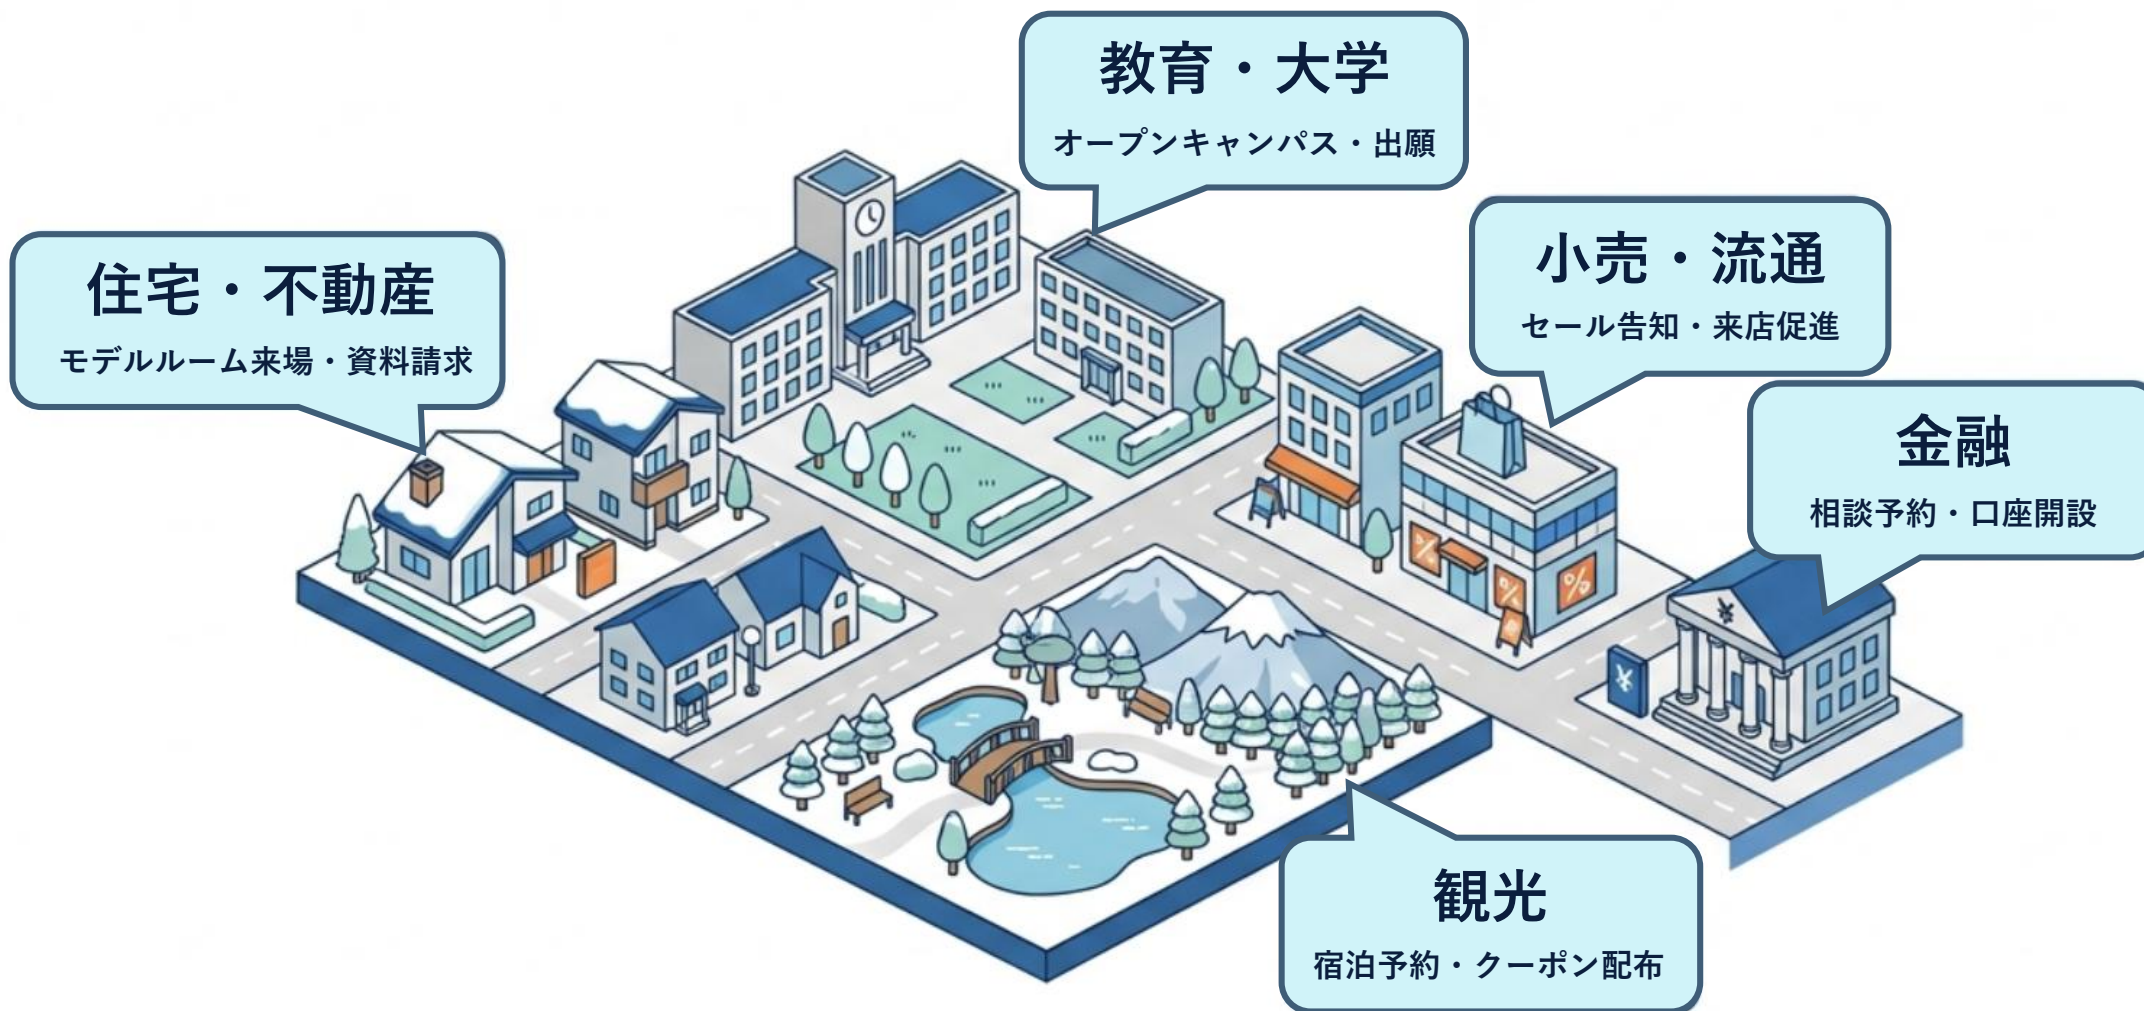 教育・大学
オープンキャンパス・出願
住宅・不動産
モデルルーム来場・資料請求
小売・流通
セール告知・来店促進
金融
相談予約・口座開設
観光
宿泊予約・クーポン配布
%
%
%
¥
¥